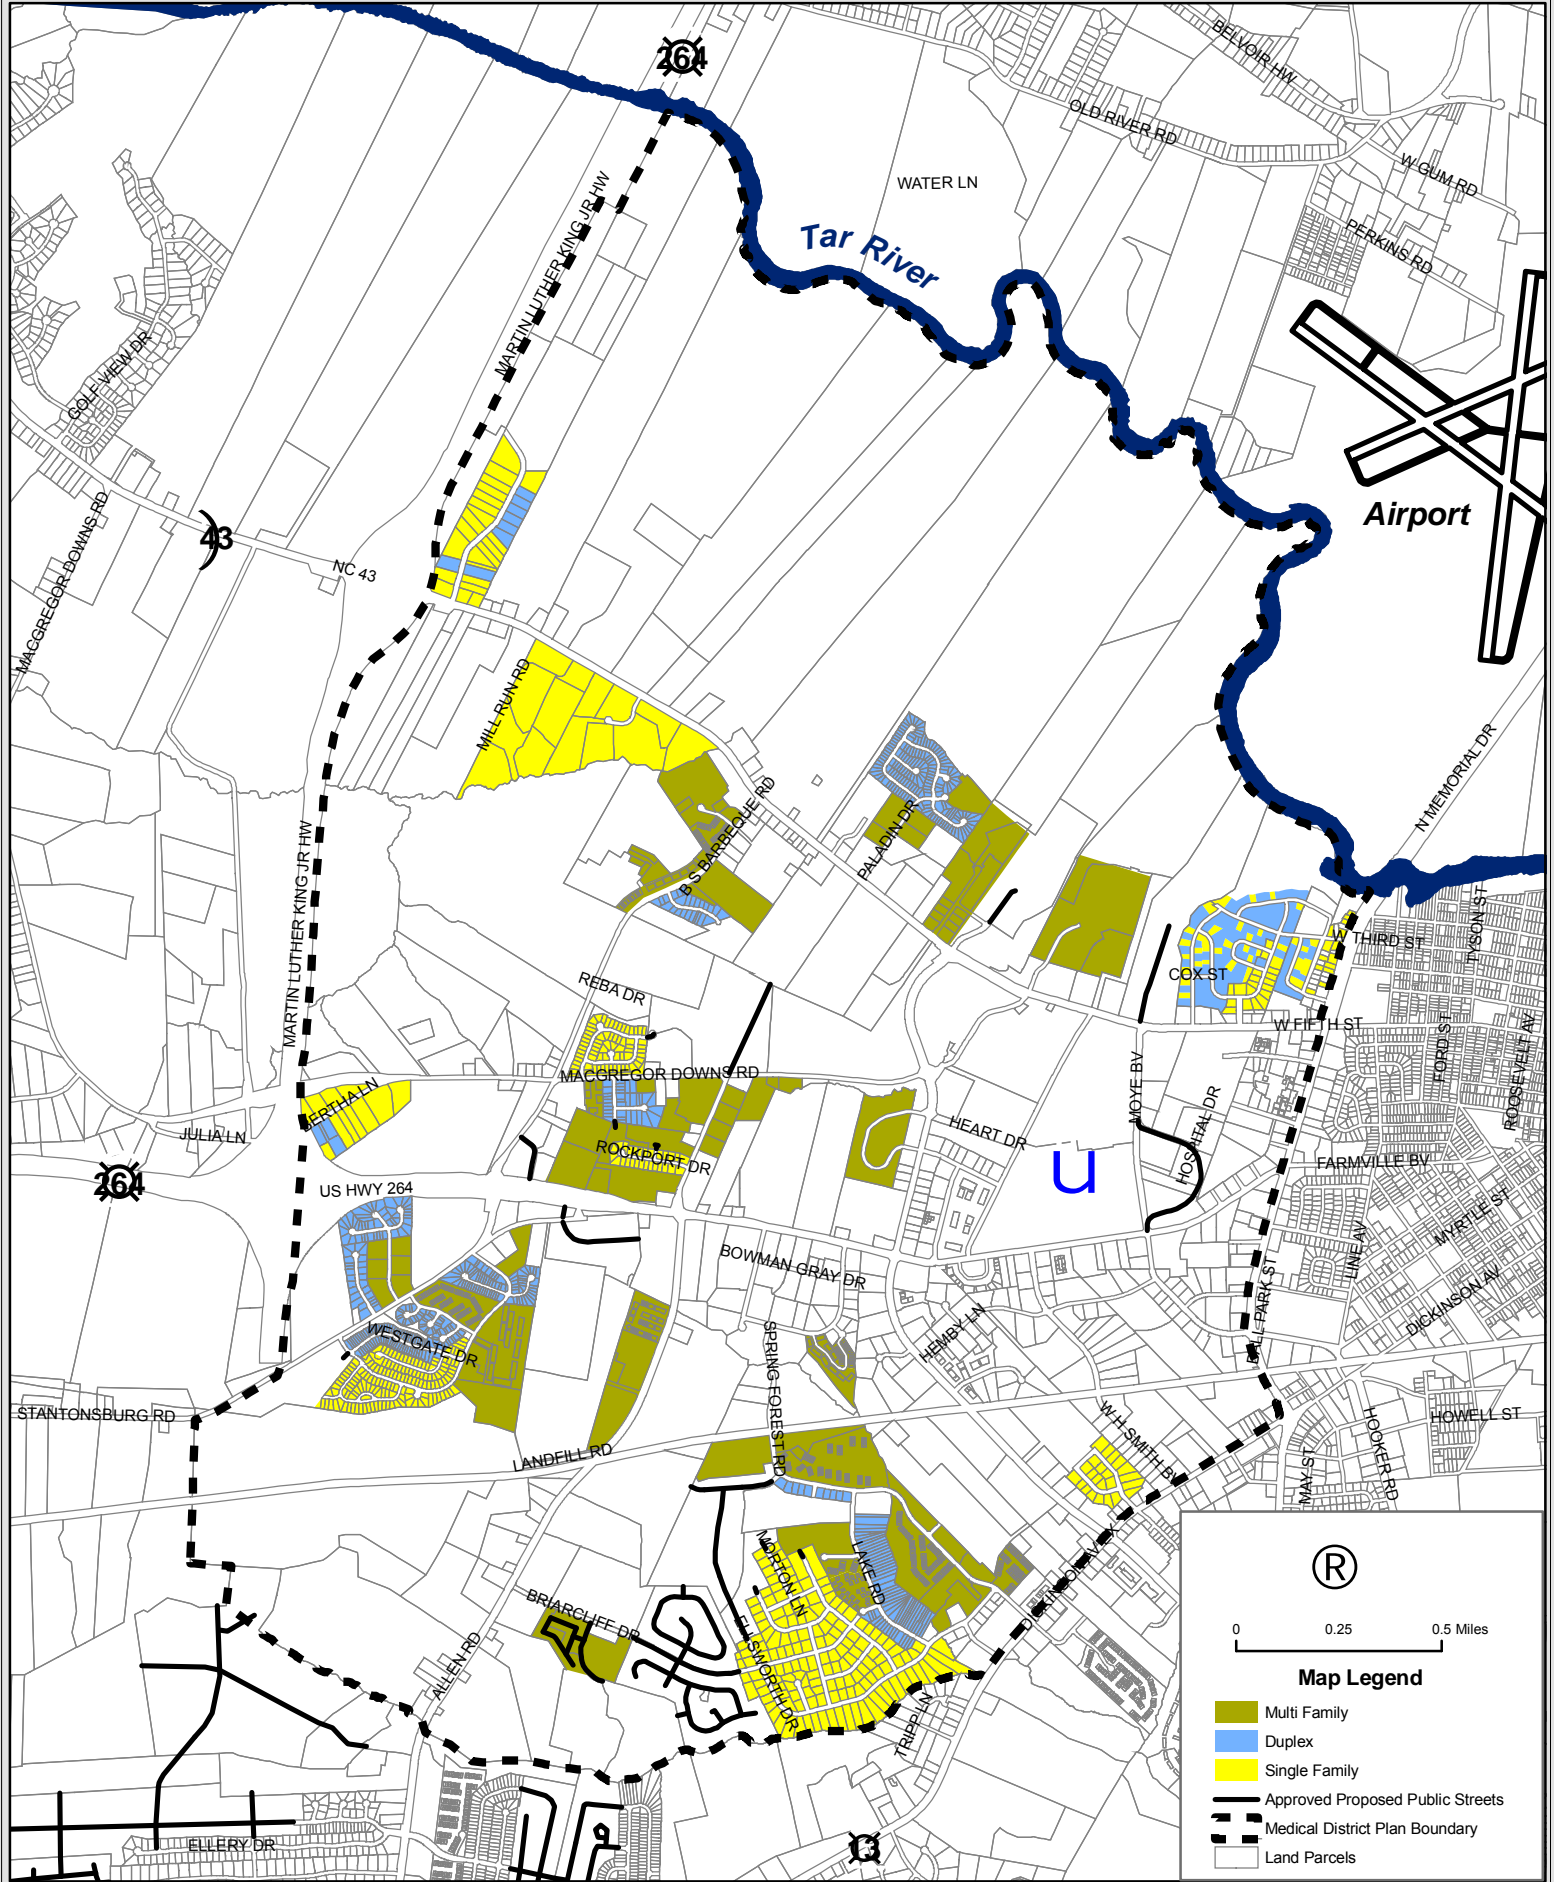 264
BELVOIR HW
OLD RIVER RD
W GUM RD
WATER LN
MARTIN LUTHER KING JR HW
PERKINS RD
Tar River
GOLF VIEW DR
Airport
MACGREGOR DOWNS RD
43
NC 43
MILL RUN RD
N MEMORIAL DR
B S BARBEQUE RD
PALADIN DR
MARTIN LUTHER KING JR HW
TYSON ST
W THIRD ST
COX ST
REBA DR
W FIFTH ST
FORD ST
ROOSEVELT AV
MACGREGOR DOWNS RD
MOYE BV
BERTHA LN
HOSPITAL DR
JULIA LN
HEART DR
ROCKPORT DR
FARMVILLE BV
u
264
US HWY 264
MYRTLE ST
LINE AV
BOWMAN GRAY DR
DICKINSON AV
BALL PARK ST
HEMBY LN
WESTGATE DR
SPRING FOREST RD
STANTONSBURG RD
W H SMITH BV
HOOKER RD
HOWELL ST
LANDFILL RD
MAY ST
MORTON LN
LAKE RD
DICKINSON AV EX
BRIARCLIFF DR
ELLSWORTH DR
ALLEN RD
TRIPP LN
ELLERY DR
13
®
0 0.25 0.5 Miles
Map Legend
Multi Family
Duplex
Single Family
Approved Proposed Public Streets
Medical District Plan Boundary
Land Parcels